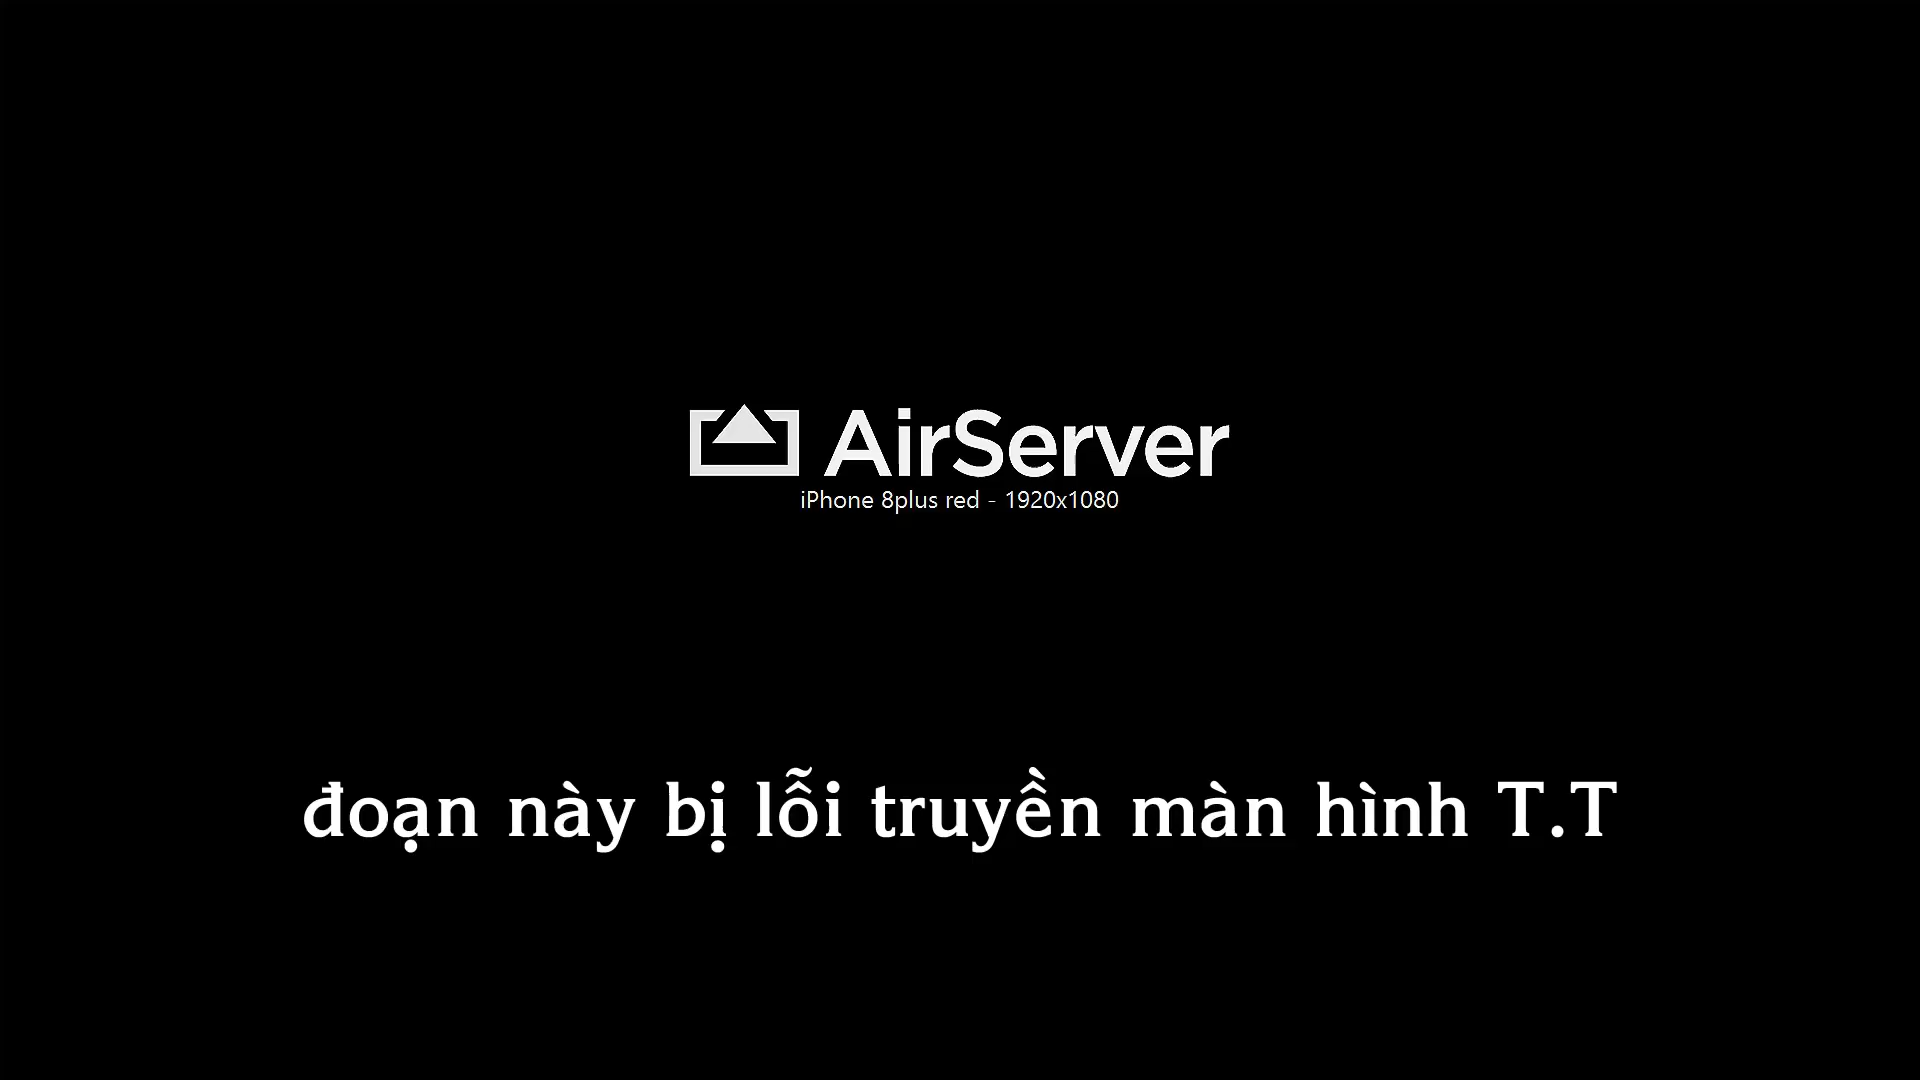 AirServer
iPhone 8plus red - 1920x1080
đoạn này bị lỗi truyền màn hình T.T